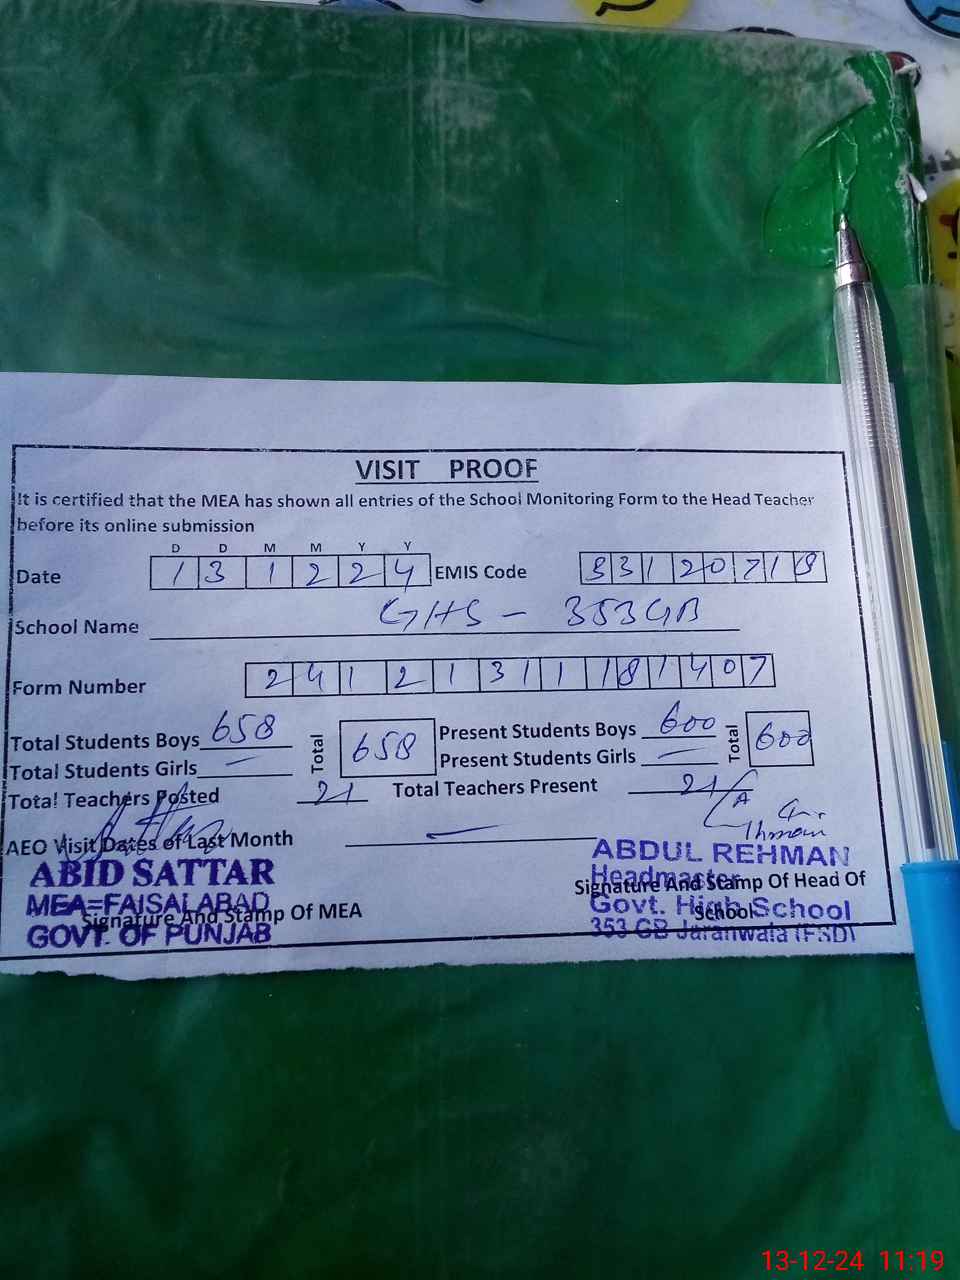 VISIT PROOF
It is certified that the MEA has shown all entries of the School Monitoring Form to the Head Teacher
before its online submission
D D M M Y Y
Date 1 3 1 2 2 4 EMIS Code 3 3 1 2 0 7 1 9
School Name GHS - 353 GB
Form Number 2 4 1 2 1 3 1 1 1 8 1 4 0 7
Total Students Boys 658 Total 658 Present Students Boys 600 Total 600
Total Students Girls — Present Students Girls —
Total Teachers Posted 21 Total Teachers Present 21
AEO Visit Dates of Last Month —
ABID SATTAR
MEA=FAISALABAD
Signature And Stamp Of MEA
GOVT. OF PUNJAB
ABDUL REHMAN
Headmaster
Signature And Stamp Of Head Of
School
Govt. High School
353 GB Jaranwala (FSD)
13-12-24 11:19